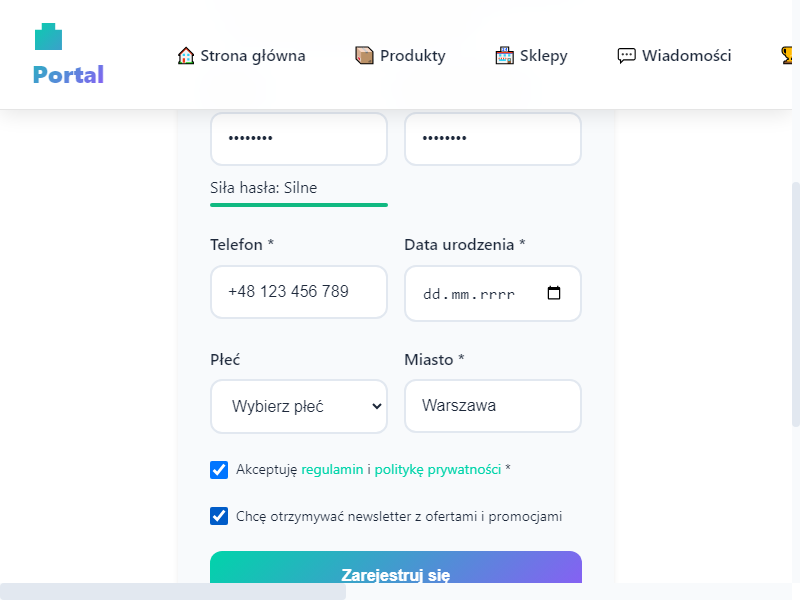 Portal
Strona główna
Produkty
Sklepy
Wiadomości
••••••••
••••••••
Siła hasła: Silne
Telefon *
Data urodzenia *
+48 123 456 789
dd.mm.rrrr
Płeć
Miasto *
Wybierz płeć
Warszawa
Akceptuję regulamin i politykę prywatności *
Chcę otrzymywać newsletter z ofertami i promocjami
Zarejestruj się